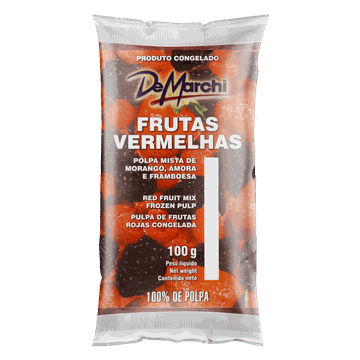 PRODUTO CONGELADO
DeMarchi
FRUTAS
VERMELHAS
POLPA MISTA DE
MORANGO, AMORA
E FRAMBOESA
RED FRUIT MIX
FROZEN PULP
PULPA DE FRUTAS
ROJAS CONGELADA
100 g
Peso líquido
Net weight
Contenido neto
100% DE POLPA